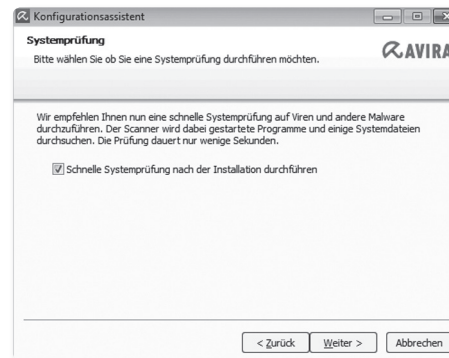 Konfigurationsassistent
Systemprüfung
Bitte wählen Sie ob Sie eine Systemprüfung durchführen möchten.
AVIRA
Wir empfehlen Ihnen nun eine schnelle Systemprüfung auf Viren und andere Malware
durchzuführen. Der Scanner wird dabei gestartete Programme und einige Systemdateien
durchsuchen. Die Prüfung dauert nur wenige Sekunden.
Schnelle Systemprüfung nach der Installation durchführen
< Zurück Weiter > Abbrechen